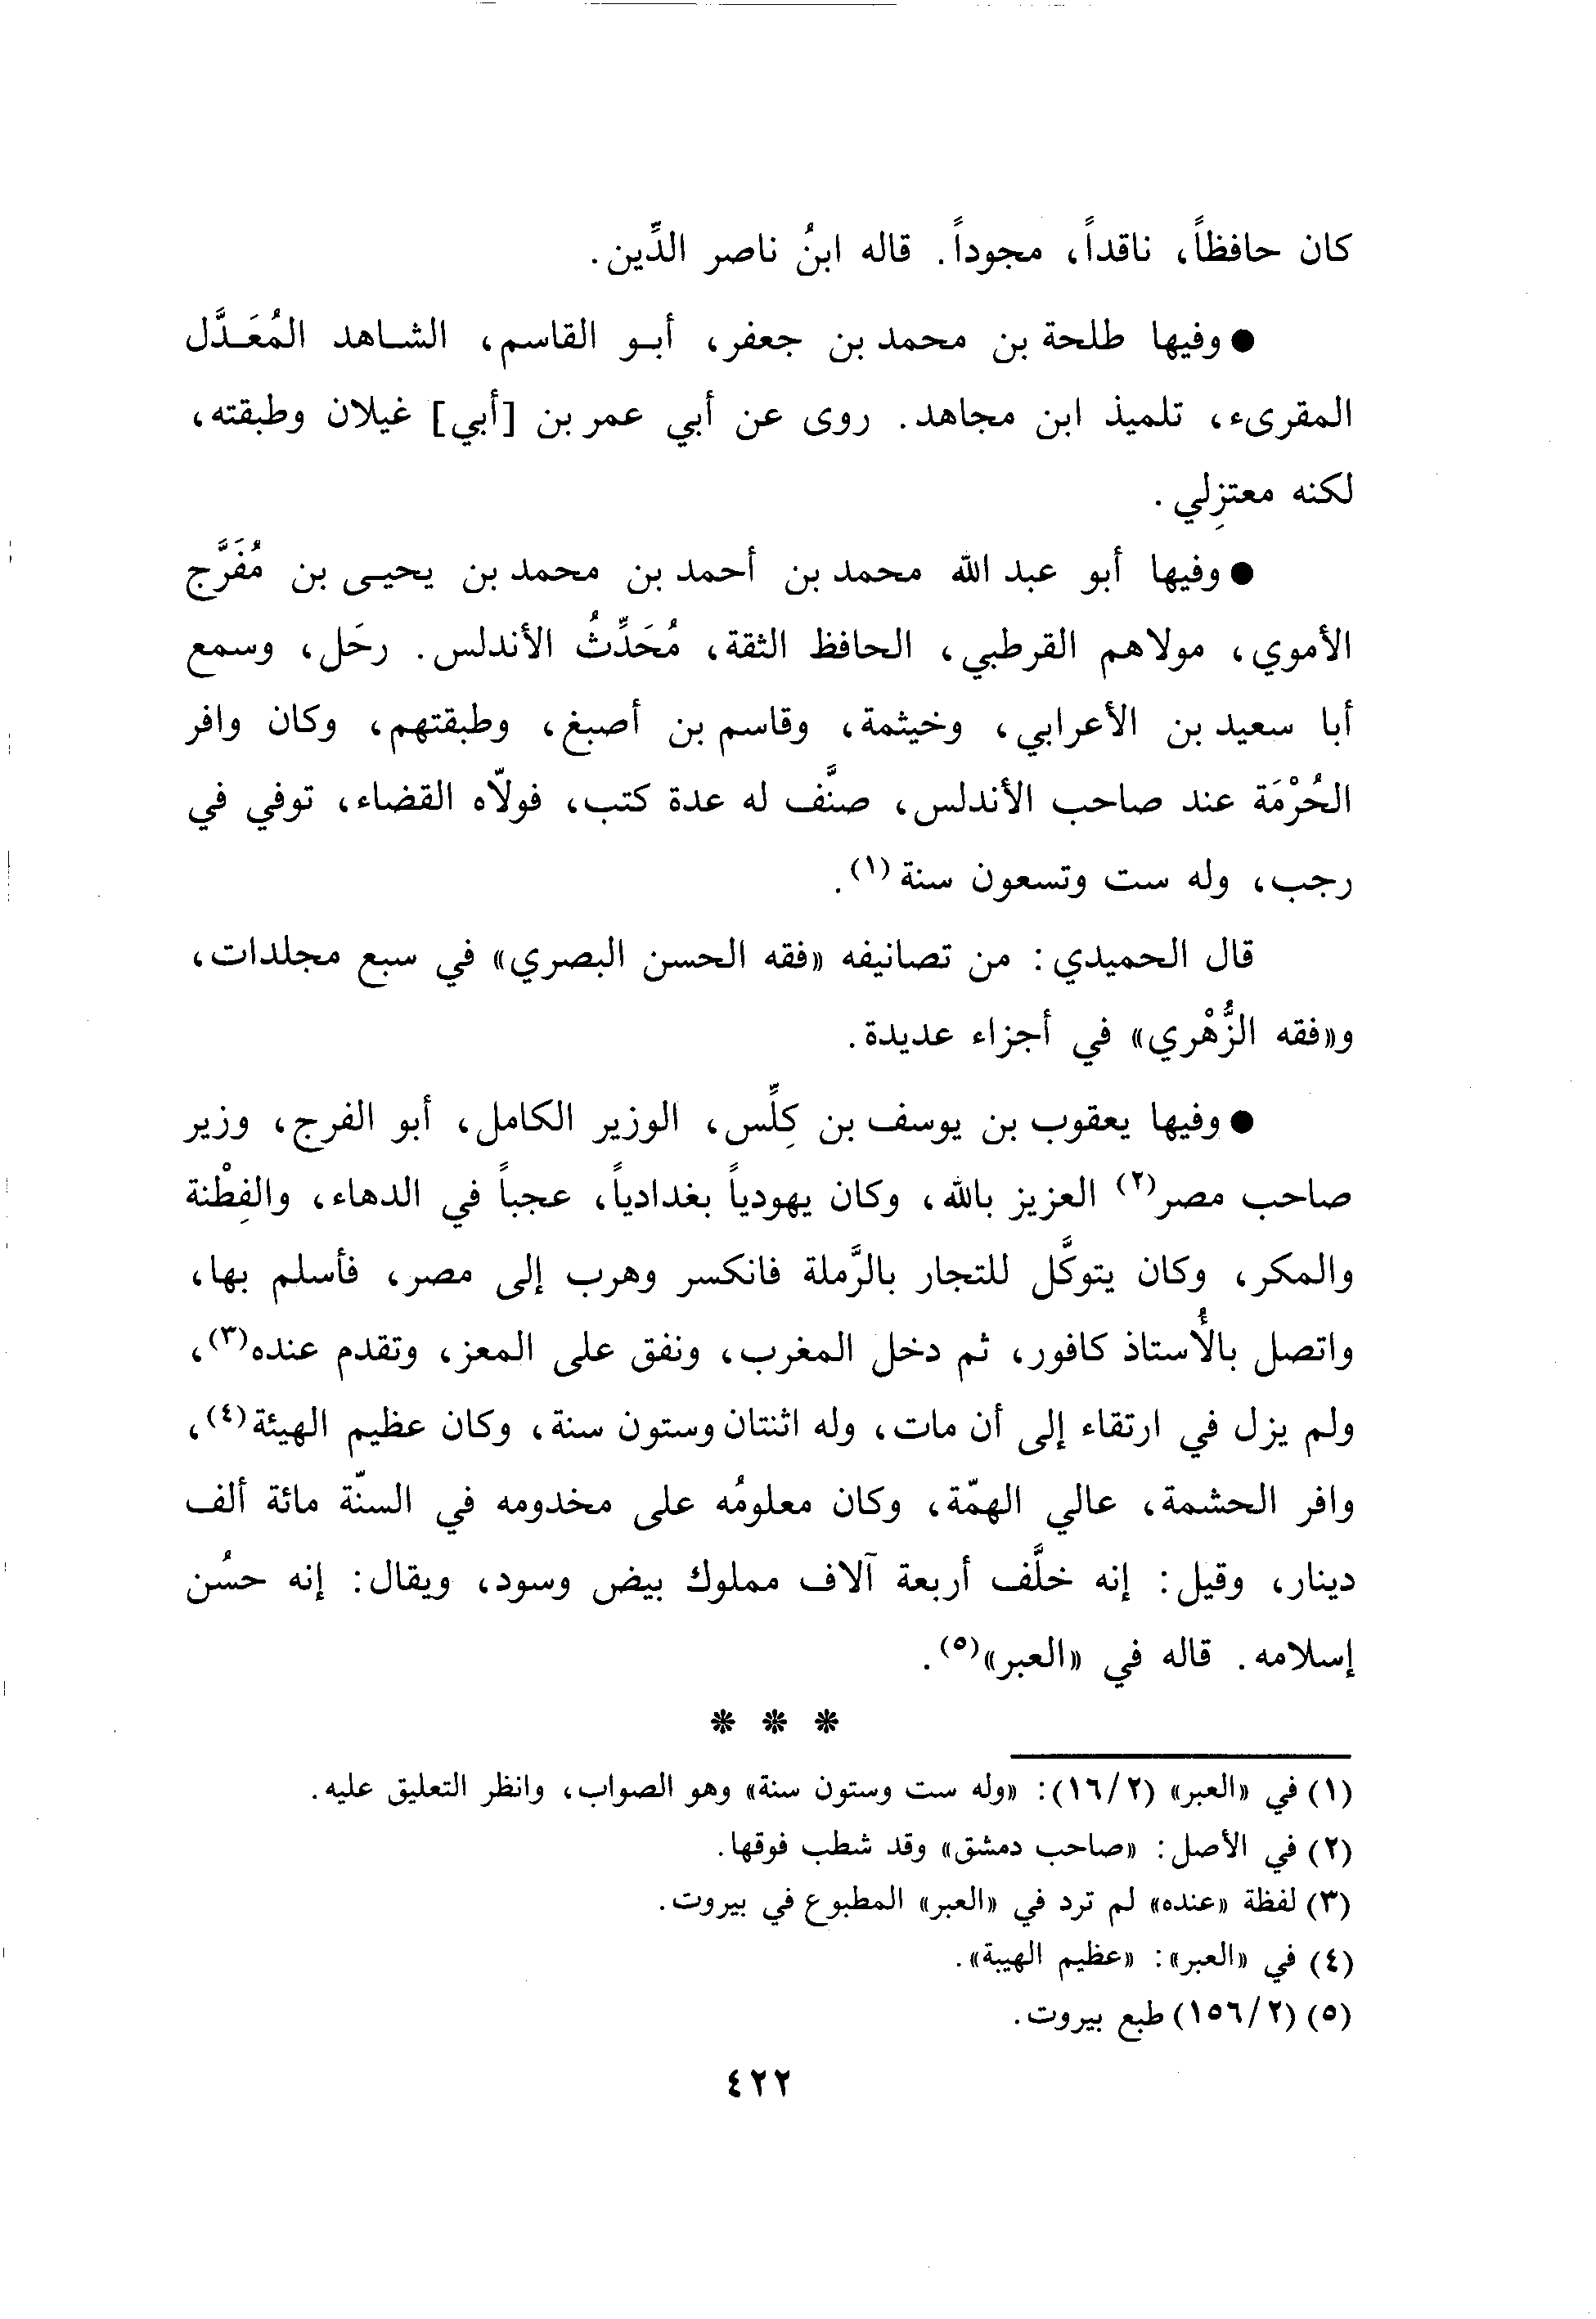 كان حافظاً، ناقداً، مجوداً. قاله ابنُ ناصر الدِّين.
● وفيها طلحة بن محمد بن جعفر، أبو القاسم، الشاهد المُعَدَّل
المقرىء، تلميذ ابن مجاهد. روى عن أبي عمر بن [أبي] غيلان وطبقته،
لكنه معتزِلي.
● وفيها أبو عبد الله محمد بن أحمد بن محمد بن يحيى بن مُفَرَّج
الأموي، مولاهم القرطبي، الحافظ الثقة، مُحَدِّثُ الأندلس. رحَل، وسمع
أبا سعيد بن الأعرابي، وخيثمة، وقاسم بن أصبغ، وطبقتهم، وكان وافر
الحُرْمَة عند صاحب الأندلس، صنَّف له عدة كتب، فولّاه القضاء، توفي في
رجب، وله ست وتسعون سنة (١).
قال الحميدي: من تصانيفه «فقه الحسن البصري» في سبع مجلدات،
و«فقه الزُّهْري» في أجزاء عديدة.
● وفيها يعقوب بن يوسف بن كِلِّس، الوزير الكامل، أبو الفرج، وزير
صاحب مصر(٢) العزيز بالله، وكان يهودياً بغدادياً، عجباً في الدهاء، والفِطْنة
والمكر، وكان يتوكَّل للتجار بالرَّملة فانكسر وهرب إلى مصر، فأسلم بها،
واتصل بالأُستاذ كافور، ثم دخل المغرب، ونفق على المعز، وتقدم عنده(٣)،
ولم يزل في ارتقاء إلى أن مات، وله اثنتان وستون سنة، وكان عظيم الهيئة(٤)،
وافر الحشمة، عالي الهمّة، وكان معلومُه على مخدومه في السنّة مائة ألف
دينار، وقيل: إنه خلَّف أربعة آلاف مملوك بيض وسود، ويقال: إنه حسُن
إسلامه. قاله في «العبر»(٥).
* * *
(١) في «العبر» (١٦/٢): «وله ست وستون سنة» وهو الصواب، وانظر التعليق عليه.
(٢) في الأصل: «صاحب دمشق» وقد شطب فوقها.
(٣) لفظة «عنده» لم ترد في «العبر» المطبوع في بيروت.
(٤) في «العبر»: «عظيم الهيبة».
(٥) (١٥٦/٢) طبع بيروت.
٤٢٢